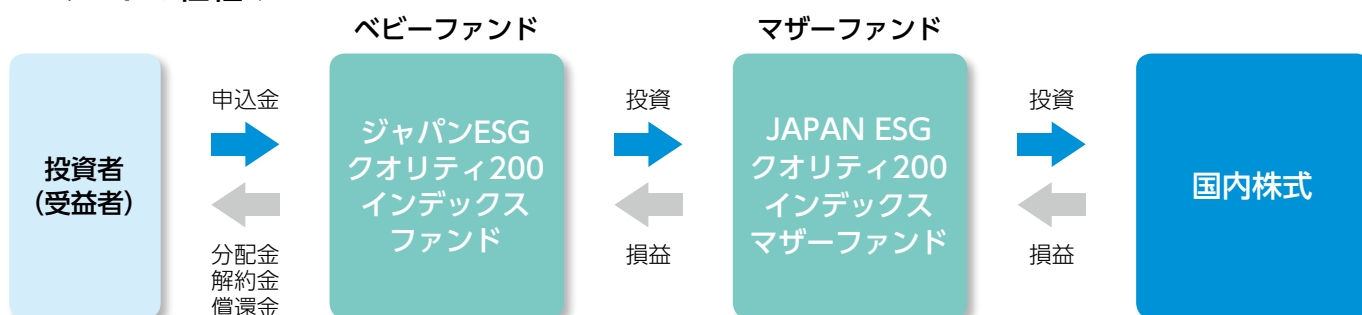 ベビーファンド
マザーファンド
投資者
(受益者)
申込金
分配金
解約金
償還金
ジャパンESG
クオリティ200
インデックス
ファンド
投資
損益
JAPAN ESG
クオリティ200
インデックス
マザーファンド
投資
損益
国内株式